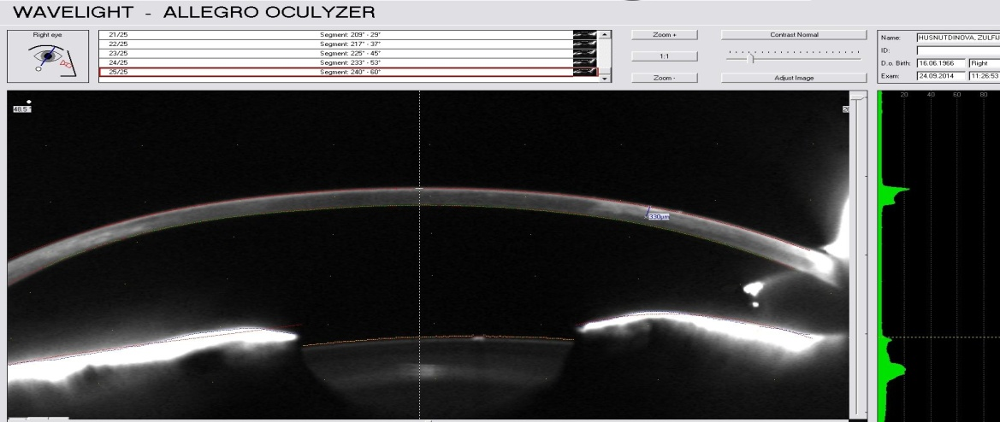 WAVELIGHT - ALLEGRO OCULYZER
Right eye
21/25 Segment: 209° - 29°
22/25 Segment: 217° - 37°
23/25 Segment: 225° - 45°
24/25 Segment: 233° - 53°
25/25 Segment: 240° - 60°
Zoom +
1:1
Zoom -
Contrast Normal
Adjust Image
Name: HUSNUTDINOVA, ZULFI
ID:
D.o. Birth: 16.06.1966 Right
Exam: 24.09.2014 11:26:53
48.5
20 40 60 80
330µm